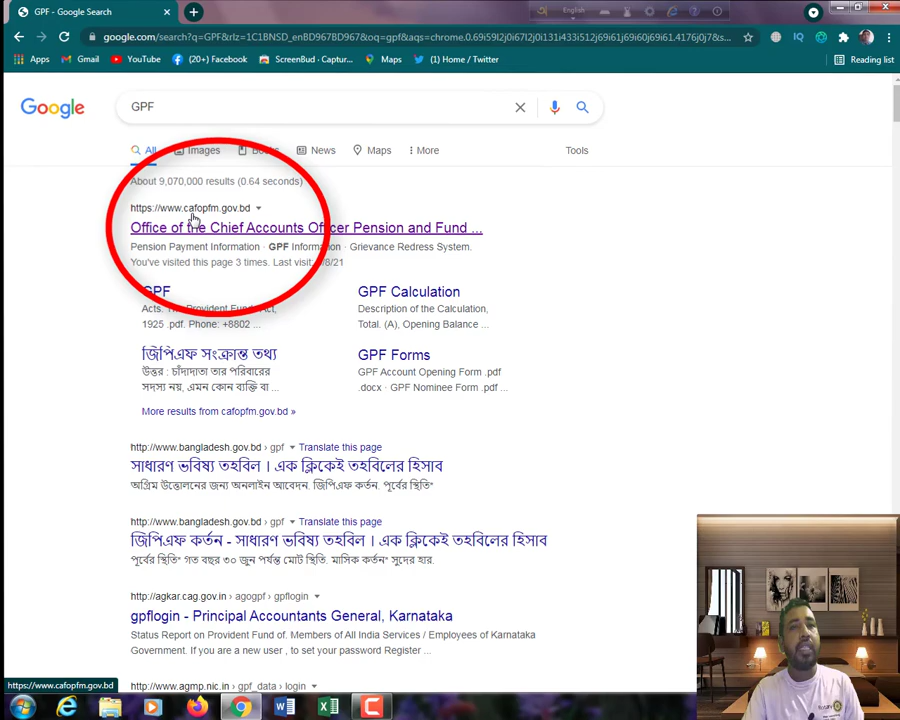 GPF - Google Search
English
google.com/search?q=GPF&rlz=1C1BNSD_enBD967BD967&oq=gpf&aqs=chrome.0.69i59l2j0i67l2j0i131i433i512j69i61j69i60j69i61.4176j0j7&s...
Apps
Gmail
YouTube
(20+) Facebook
ScreenBud - Captur...
Maps
(1) Home / Twitter
Reading list
Google
GPF
All
Images
News
Maps
More
Tools
About 9,070,000 results (0.64 seconds)
https://www.cafopfm.gov.bd
Office of the Chief Accounts Officer Pension and Fund ...
Pension Payment Information · GPF Information · Grievance Redress System.
You've visited this page 3 times. Last visit: /8/21
GPF
Acts. The Provident Fund Act,
1925 .pdf. Phone: +8802 ...
GPF Calculation
Description of the Calculation,
Total. (A), Opening Balance ...
জিপিএফ সংক্রান্ত তথ্য
উত্তর : চাঁদাদাতা তার পরিবারের
সদস্য নয়, এমন কোন ব্যক্তি বা ...
GPF Forms
GPF Account Opening Form .pdf
.docx · GPF Nominee Form .pdf ...
More results from cafopfm.gov.bd »
http://www.bangladesh.gov.bd › gpf
Translate this page
সাধারণ ভবিষ্য তহবিল । এক ক্লিকেই তহবিলের হিসাব
অগ্রিম উত্তোলনের জন্য অনলাইন আবেদন. জিপিএফ কর্তন. পূর্বের স্থিতি*
http://www.bangladesh.gov.bd › gpf
Translate this page
জিপিএফ কর্তন - সাধারণ ভবিষ্য তহবিল । এক ক্লিকেই তহবিলের হিসাব
পূর্বের স্থিতি* গত বছর ৩০ জুন পর্যন্ত মোট স্থিতি. মাসিক কর্তন* সুদের হার.
http://agkar.cag.gov.in › agogpf › gpflogin
gpflogin - Principal Accountants General, Karnataka
Status Report on Provident Fund of. Members of All India Services / Employees of Karnataka
Government. If you are a new user , to set your password Register ...
http://www.agmp.nic.in › gpf_data › login
https://www.cafopfm.gov.bd